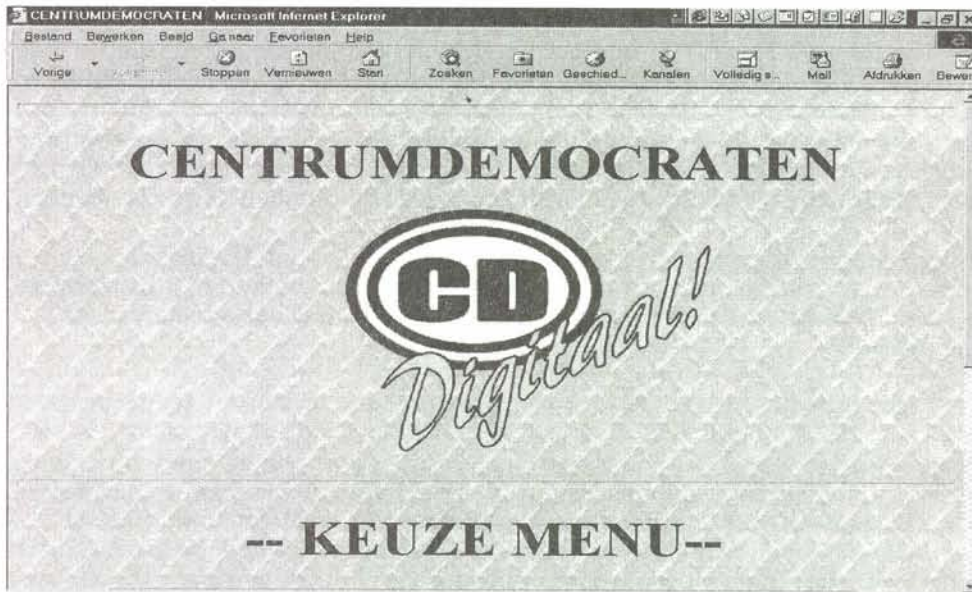 CENTRUMDEMOCRATEN Microsoft Internet Explorer
Bestand Bewerken Beeld Ga naar Favorieten Help
Vorige Stoppen Vernieuwen Start Zoeken Favorieten Geschied... Kanalen Volledig s... Mail Afdrukken Bewer
CENTRUMDEMOCRATEN
CD
Digitaal!
-- KEUZE MENU--